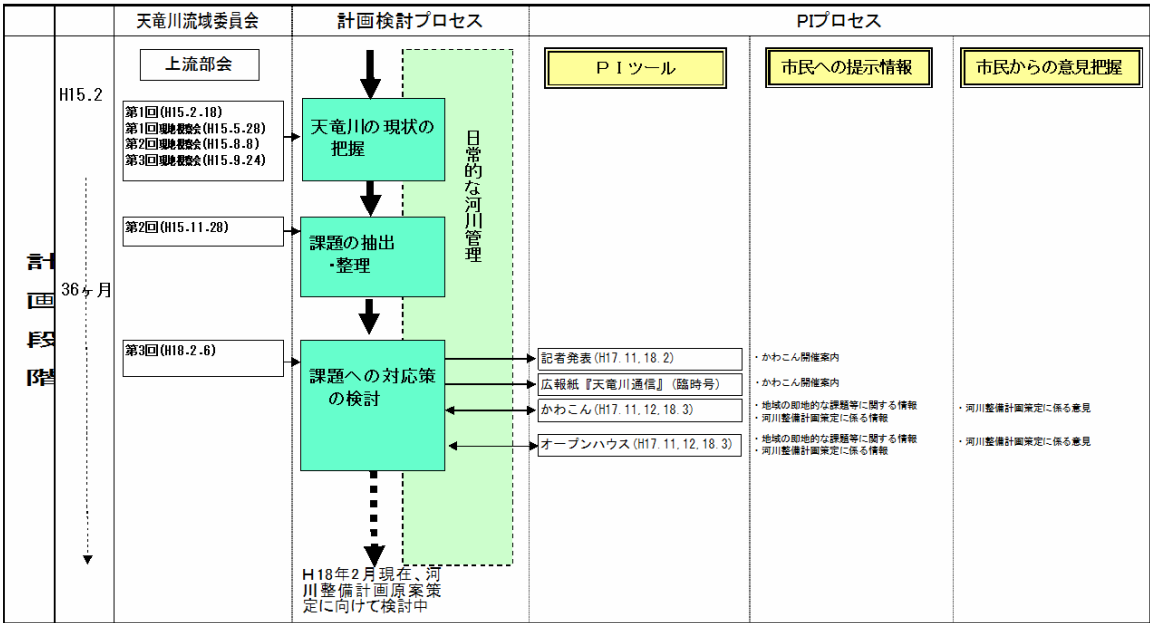 天竜川流域委員会
計画検討プロセス
PIプロセス
上流部会
PIツール
市民への提示情報
市民からの意見把握
計画段階
H15.2
36ヶ月
第1回(H15.2.18)
第1回現地視察会(H15.5.28)
第2回現地視察会(H15.8.8)
第3回現地視察会(H15.9.24)
天竜川の現状の
把握
日常的な河川管理
第2回(H15.11.28)
課題の抽出
・整理
第3回(H18.2.6)
課題への対応策
の検討
記者発表(H17.11,18.2)
・かわこん開催案内
広報紙『天竜川通信』(臨時号)
・かわこん開催案内
かわこん(H17.11,12,18.3)
・地域の即地的な課題等に関する情報
・河川整備計画策定に係る情報
・河川整備計画策定に係る意見
オープンハウス(H17.11,12,18.3)
・地域の即地的な課題等に関する情報
・河川整備計画策定に係る情報
・河川整備計画策定に係る意見
H18年2月現在、河
川整備計画原案策
定に向けて検討中